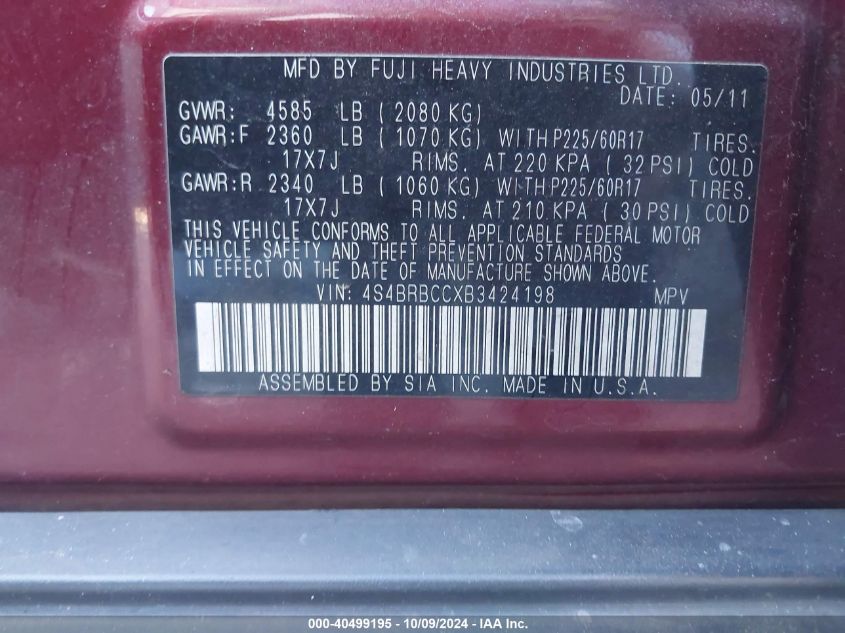 MFD BY FUJI HEAVY INDUSTRIES LTD.
DATE: 05/11
GVWR: 4585 LB (2080 KG)
GAWR:F 2360 LB (1070 KG) WITH P225/60R17 TIRES.
17X7J RIMS. AT 220 KPA (32 PSI) COLD
GAWR:R 2340 LB (1060 KG) WITH P225/60R17 TIRES.
17X7J RIMS. AT 210 KPA (30 PSI) COLD
THIS VEHICLE CONFORMS TO ALL APPLICABLE FEDERAL MOTOR
VEHICLE SAFETY AND THEFT PREVENTION STANDARDS
IN EFFECT ON THE DATE OF MANUFACTURE SHOWN ABOVE.
VIN: 4S4BRBCCXB3424198 MPV
ASSEMBLED BY SIA INC. MADE IN U.S.A.
000-40499195 - 10/09/2024 - IAA Inc.